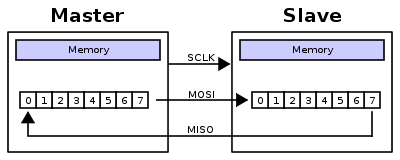 Master Slave
Memory Memory
SCLK
0 1 2 3 4 5 6 7 MOSI 0 1 2 3 4 5 6 7
MISO